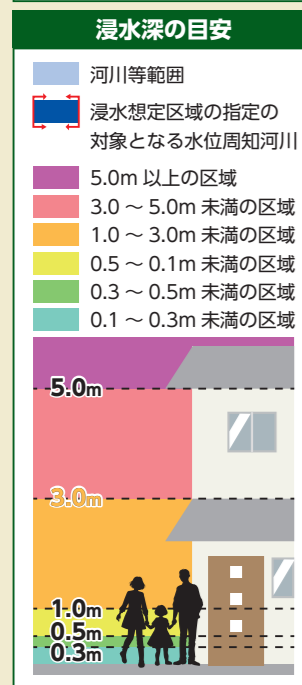 浸水深の目安
河川等範囲
浸水想定区域の指定の
対象となる水位周知河川
5.0m 以上の区域
3.0 ～ 5.0m 未満の区域
1.0 ～ 3.0m 未満の区域
0.5 ～ 0.1m 未満の区域
0.3 ～ 0.5m 未満の区域
0.1 ～ 0.3m 未満の区域
5.0m
3.0m
1.0m
0.5m
0.3m